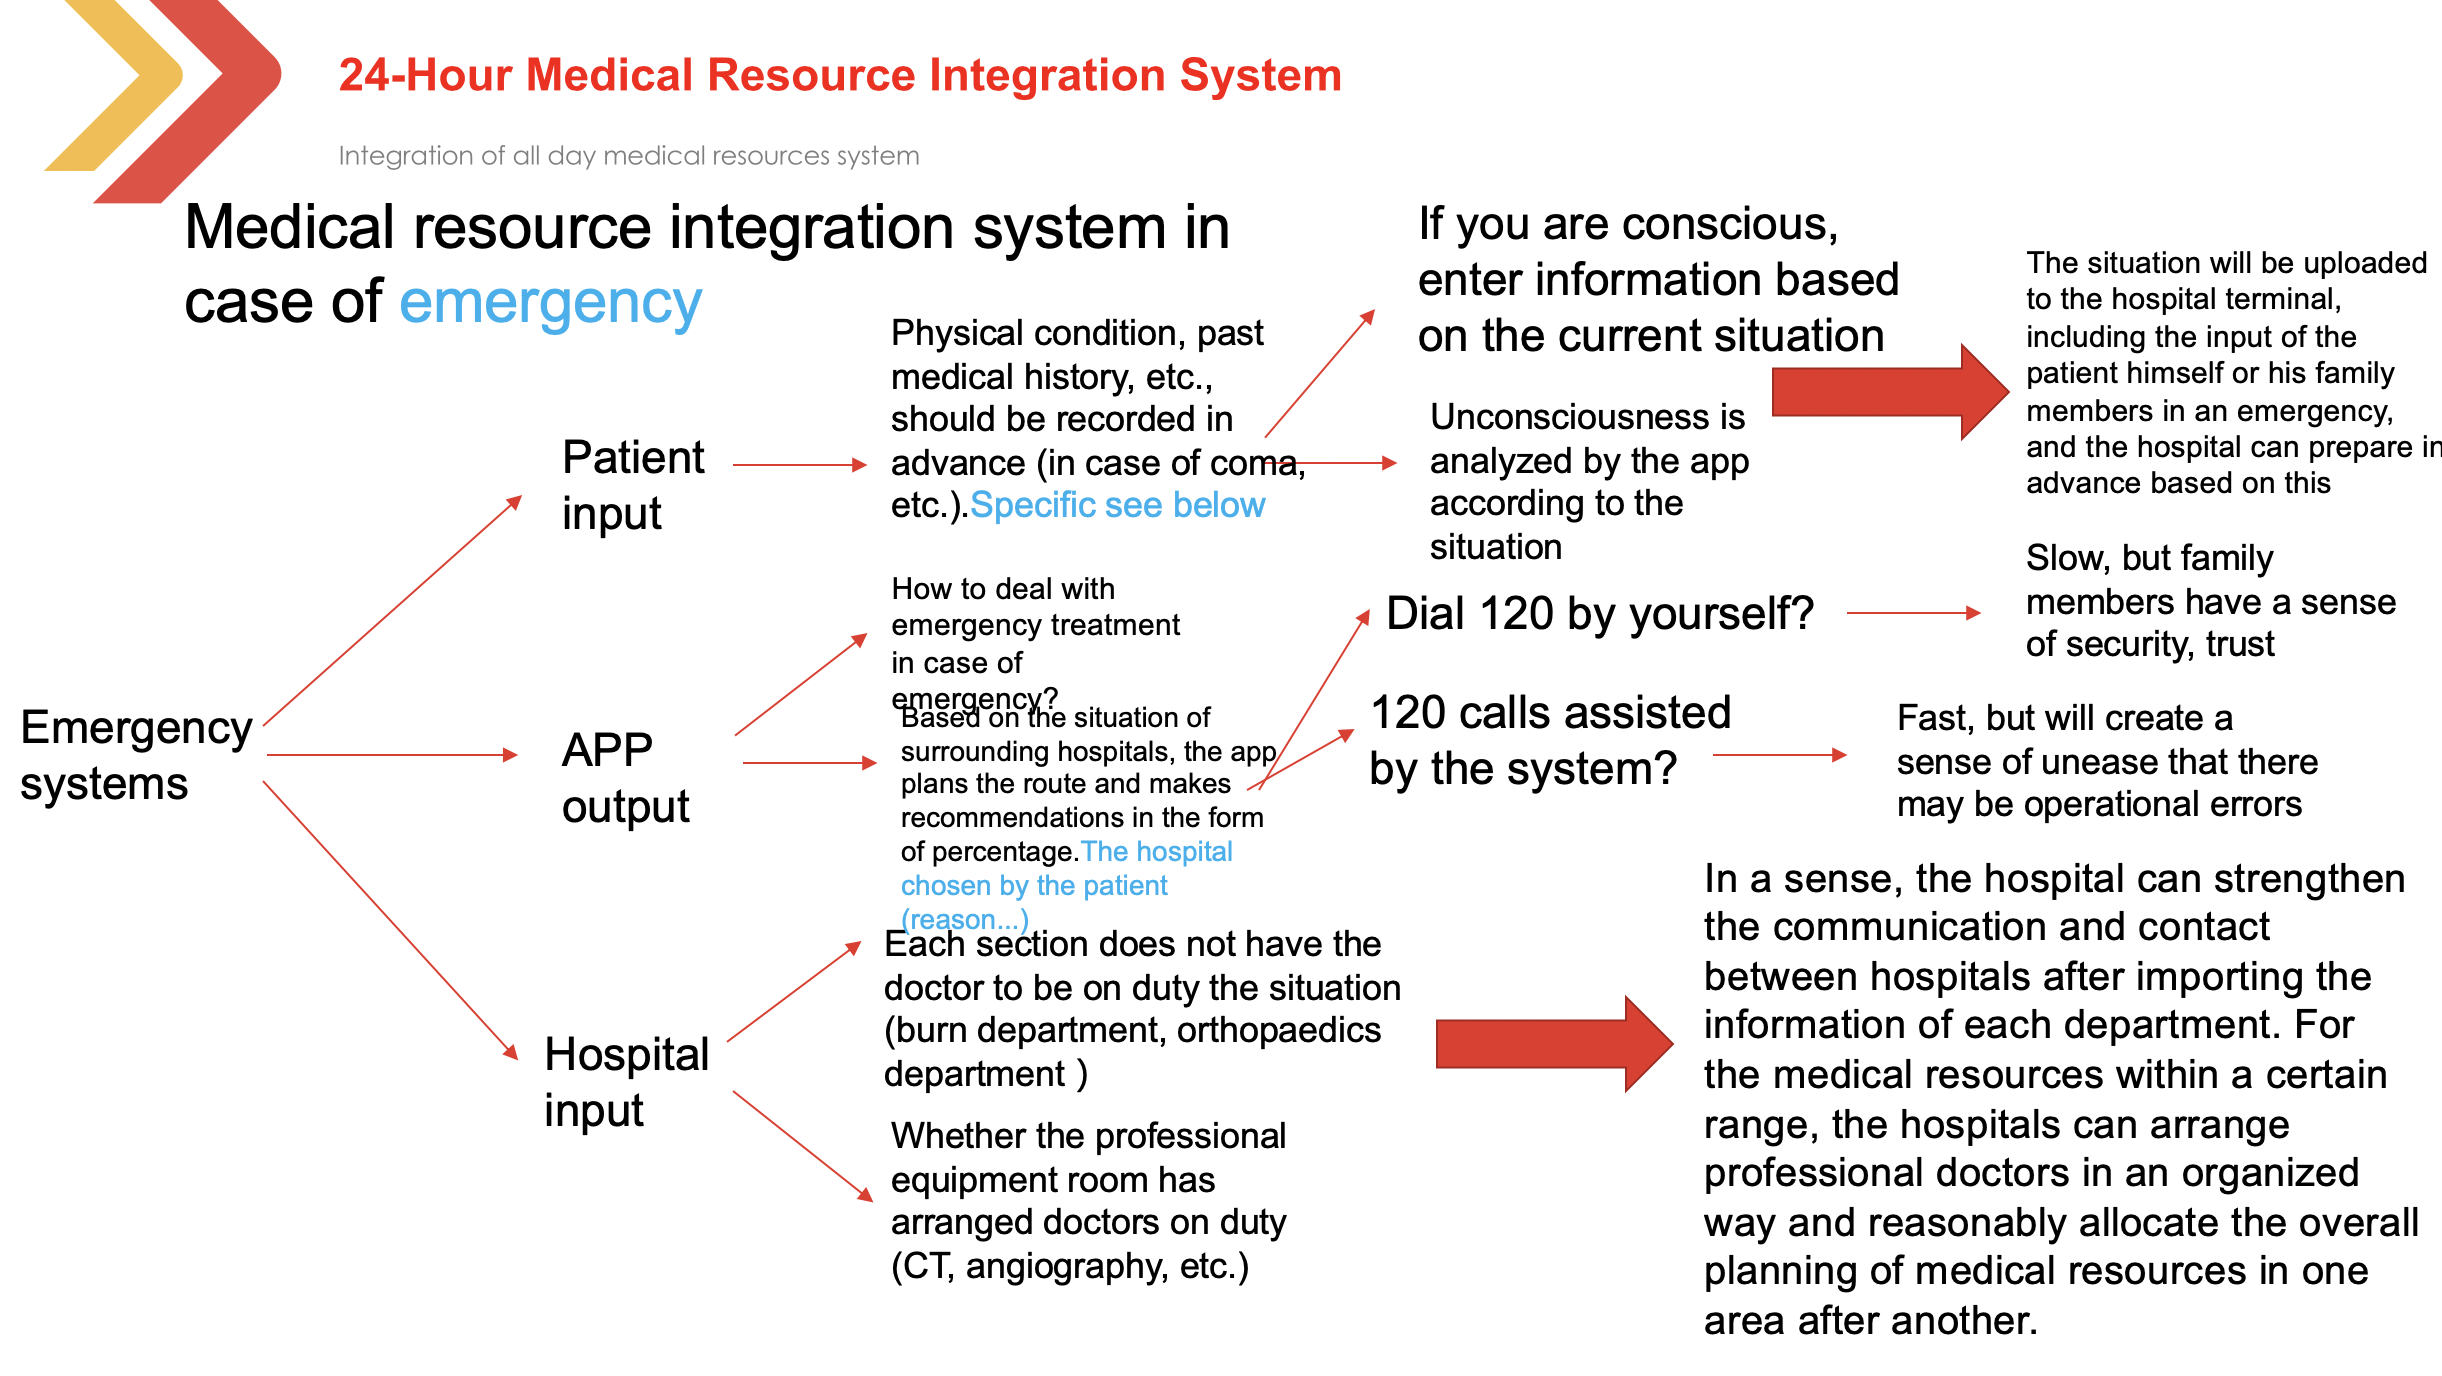 24-Hour Medical Resource Integration System
Integration of all day medical resources system
Medical resource integration system in
case of emergency
Emergency
systems
Patient
input
Physical condition, past
medical history, etc.,
should be recorded in
advance (in case of coma,
etc.).Specific see below
If you are conscious,
enter information based
on the current situation
Unconsciousness is
analyzed by the app
according to the
situation
The situation will be uploaded
to the hospital terminal,
including the input of the
patient himself or his family
members in an emergency,
and the hospital can prepare in
advance based on this
APP
output
How to deal with
emergency treatment
in case of
emergency?
Based on the situation of
surrounding hospitals, the app
plans the route and makes
recommendations in the form
of percentage.The hospital
chosen by the patient
(reason...)
Dial 120 by yourself?
Slow, but family
members have a sense
of security, trust
120 calls assisted
by the system?
Fast, but will create a
sense of unease that there
may be operational errors
Hospital
input
Each section does not have the
doctor to be on duty the situation
(burn department, orthopaedics
department )
Whether the professional
equipment room has
arranged doctors on duty
(CT, angiography, etc.)
In a sense, the hospital can strengthen
the communication and contact
between hospitals after importing the
information of each department. For
the medical resources within a certain
range, the hospitals can arrange
professional doctors in an organized
way and reasonably allocate the overall
planning of medical resources in one
area after another.